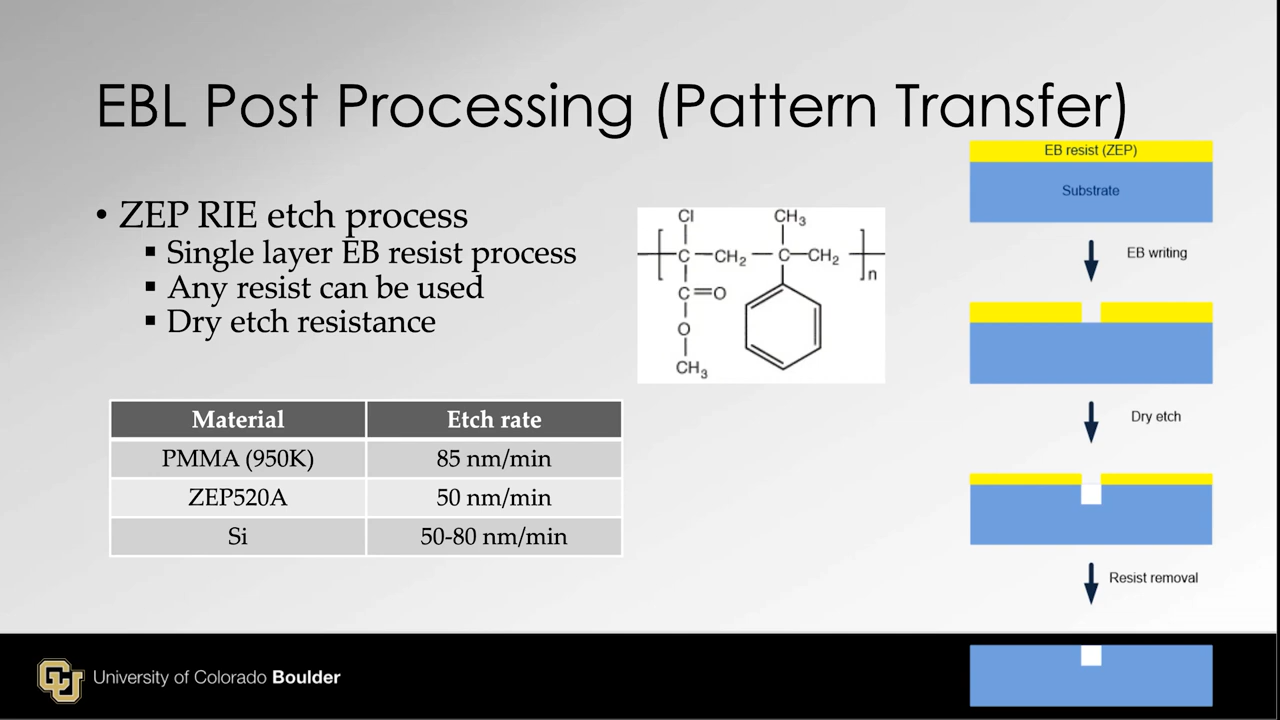 EBL Post Processing (Pattern Transfer)
• ZEP RIE etch process
▪ Single layer EB resist process
▪ Any resist can be used
▪ Dry etch resistance
Cl CH₃
C—CH₂—C—CH₂ n
C=O
O
CH₃
Material Etch rate
PMMA (950K) 85 nm/min
ZEP520A 50 nm/min
Si 50-80 nm/min
EB resist (ZEP)
Substrate
EB writing
Dry etch
Resist removal
CU
University of Colorado Boulder